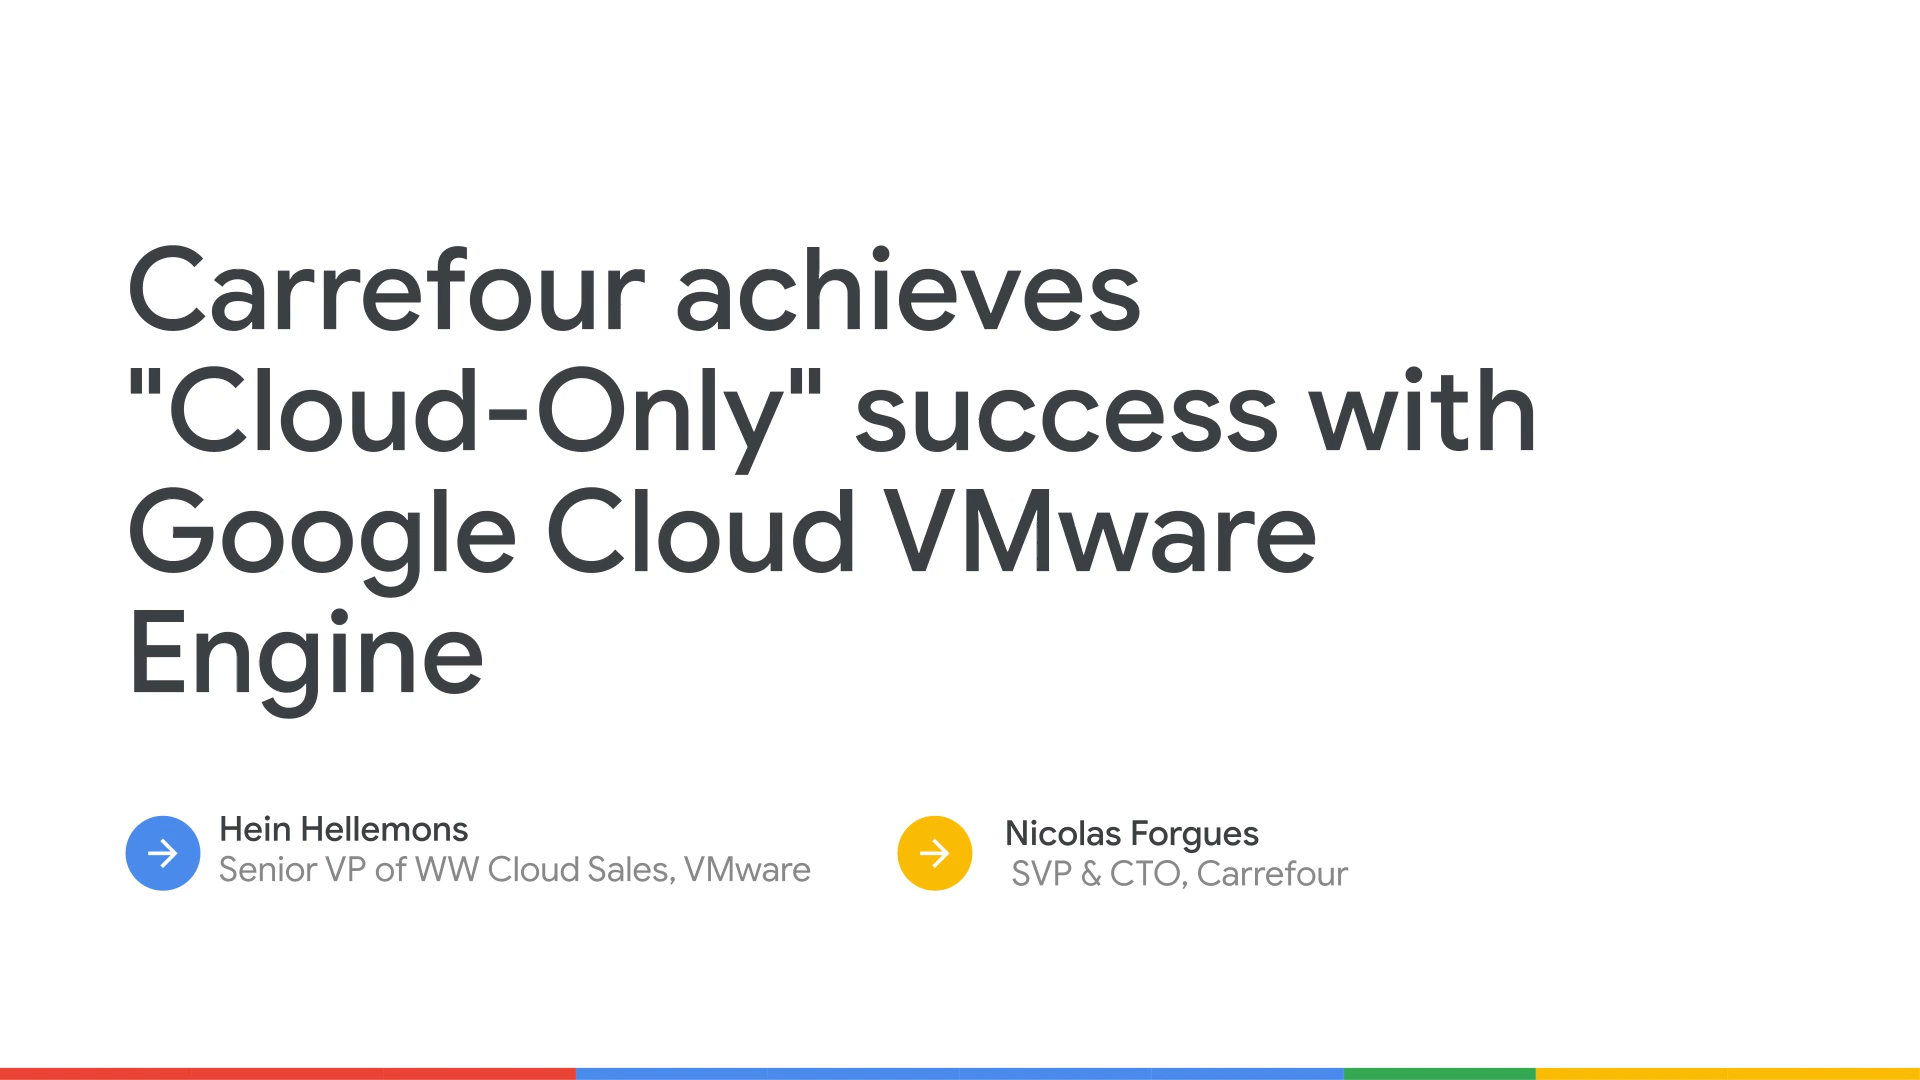 Carrefour achieves
"Cloud-Only" success with
Google Cloud VMware
Engine
Hein Hellemons
Senior VP of WW Cloud Sales, VMware
Nicolas Forgues
SVP & CTO, Carrefour